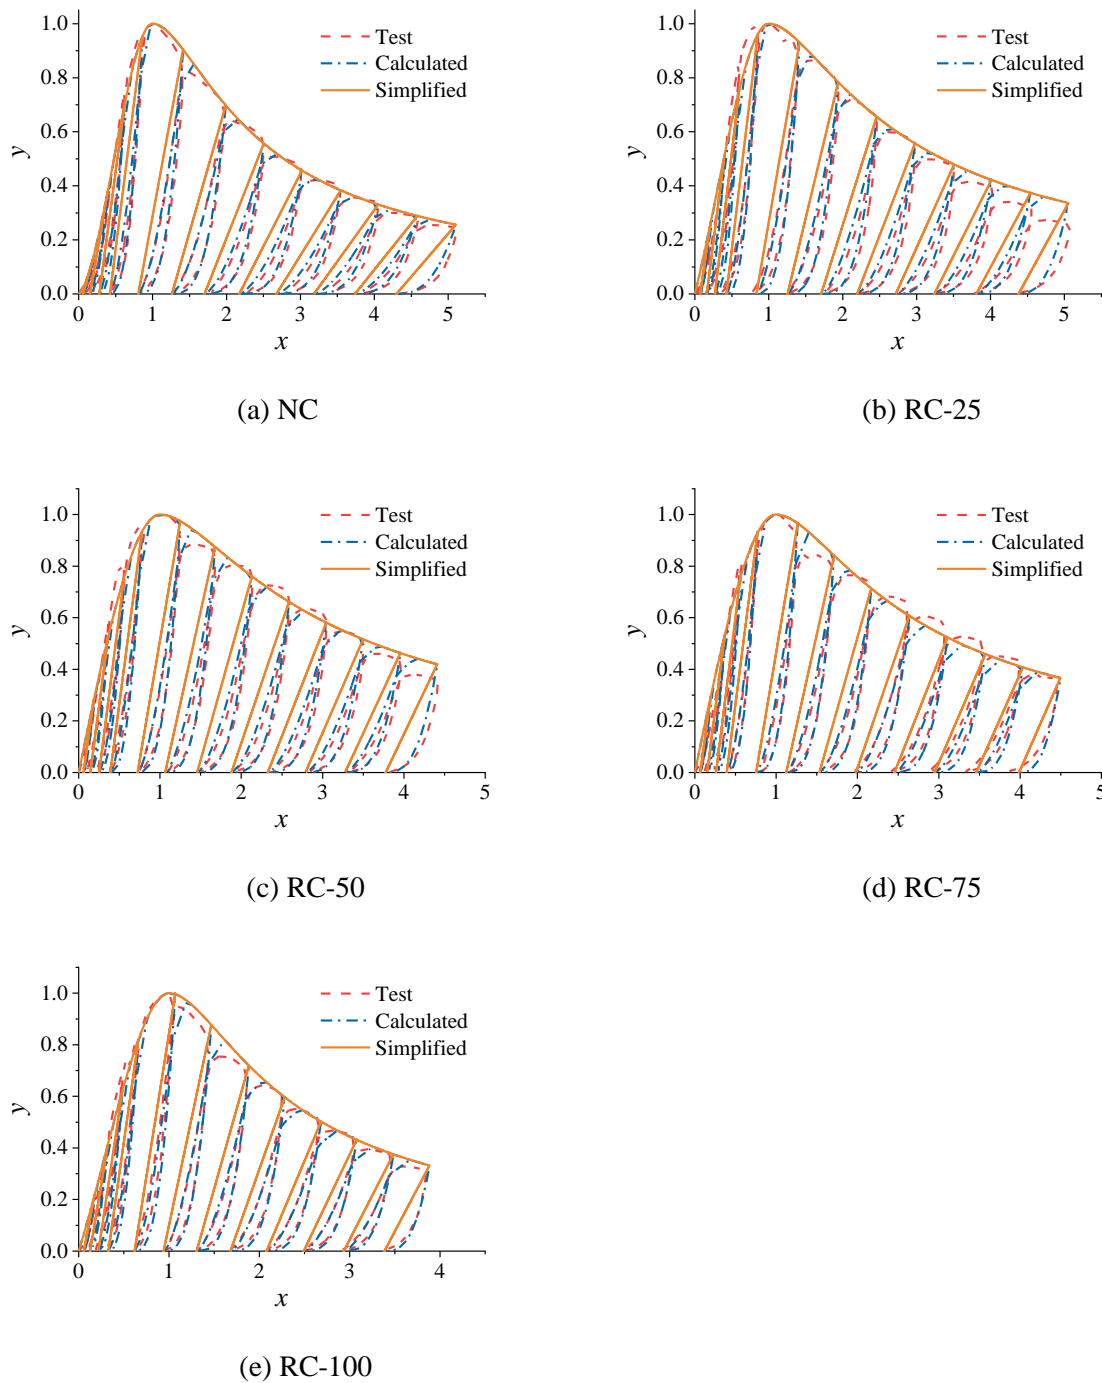 1.0
0.8
0.6
0.4
0.2
0.0
y
Test
Calculated
Simplified
0 1 2 3 4 5
x
(a) NC
1.0
0.8
0.6
0.4
0.2
0.0
y
Test
Calculated
Simplified
0 1 2 3 4 5
x
(b) RC-25
1.0
0.8
0.6
0.4
0.2
0.0
y
Test
Calculated
Simplified
0 1 2 3 4 5
x
(c) RC-50
1.0
0.8
0.6
0.4
0.2
0.0
y
Test
Calculated
Simplified
0 1 2 3 4 5
x
(d) RC-75
1.0
0.8
0.6
0.4
0.2
0.0
y
Test
Calculated
Simplified
0 1 2 3 4
x
(e) RC-100